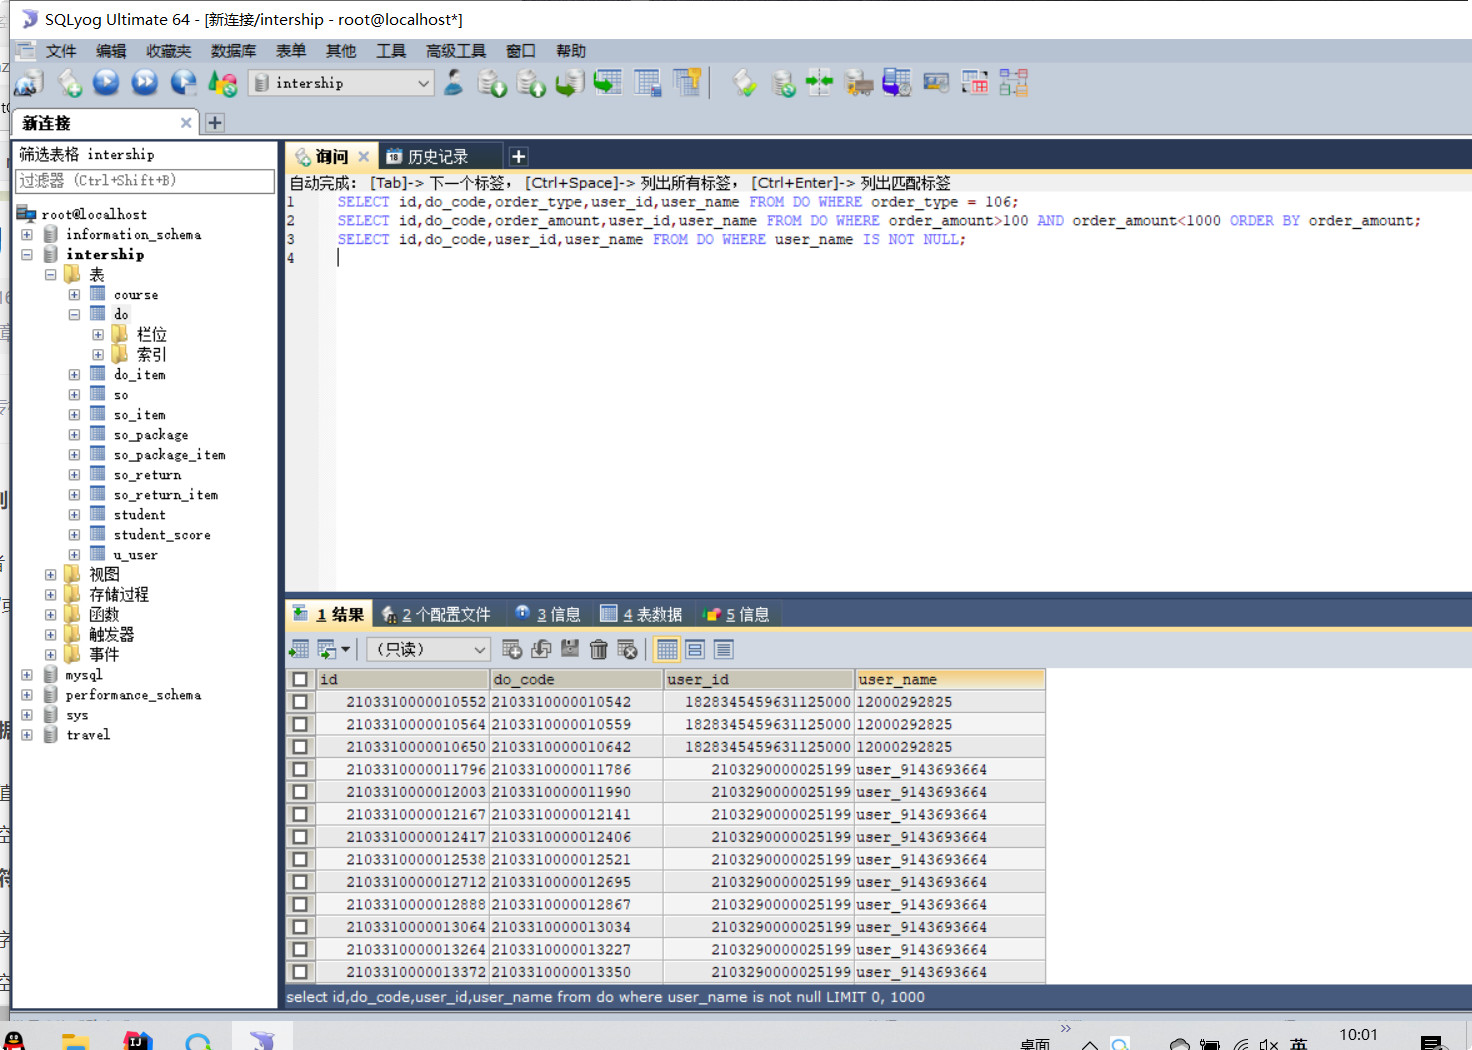 SQLyog Ultimate 64 - [新连接/intership - root@localhost*]
文件 编辑 收藏夹 数据库 表单 其他 工具 高级工具 窗口 帮助
intership
新连接
筛选表格 intership
过滤器 (Ctrl+Shift+B)
root@localhost
information_schema
intership
表
course
do
栏位
索引
do_item
so
so_item
so_package
so_package_item
so_return
so_return_item
student
student_score
u_user
视图
存储过程
函数
触发器
事件
mysql
performance_schema
sys
travel
询问 历史记录
自动完成: [Tab]-> 下一个标签, [Ctrl+Space]-> 列出所有标签, [Ctrl+Enter]-> 列出匹配标签
1 SELECT id,do_code,order_type,user_id,user_name FROM DO WHERE order_type = 106;
2 SELECT id,do_code,order_amount,user_id,user_name FROM DO WHERE order_amount>100 AND order_amount<1000 ORDER BY order_amount;
3 SELECT id,do_code,user_id,user_name FROM DO WHERE user_name IS NOT NULL;
4
1 结果 2 个配置文件 3 信息 4 表数据 5 信息
(只读)
id do_code user_id user_name
2103310000010552 2103310000010542 1828345459631125000 12000292825
2103310000010564 2103310000010559 1828345459631125000 12000292825
2103310000010650 2103310000010642 1828345459631125000 12000292825
2103310000011796 2103310000011786 2103290000025199 user_9143693664
2103310000012003 2103310000011990 2103290000025199 user_9143693664
2103310000012167 2103310000012141 2103290000025199 user_9143693664
2103310000012417 2103310000012406 2103290000025199 user_9143693664
2103310000012538 2103310000012521 2103290000025199 user_9143693664
2103310000012712 2103310000012695 2103290000025199 user_9143693664
2103310000012888 2103310000012867 2103290000025199 user_9143693664
2103310000013064 2103310000013034 2103290000025199 user_9143693664
2103310000013264 2103310000013227 2103290000025199 user_9143693664
2103310000013372 2103310000013350 2103290000025199 user_9143693664
select id,do_code,user_id,user_name from do where user_name is not null LIMIT 0, 1000
桌面 英 10:01